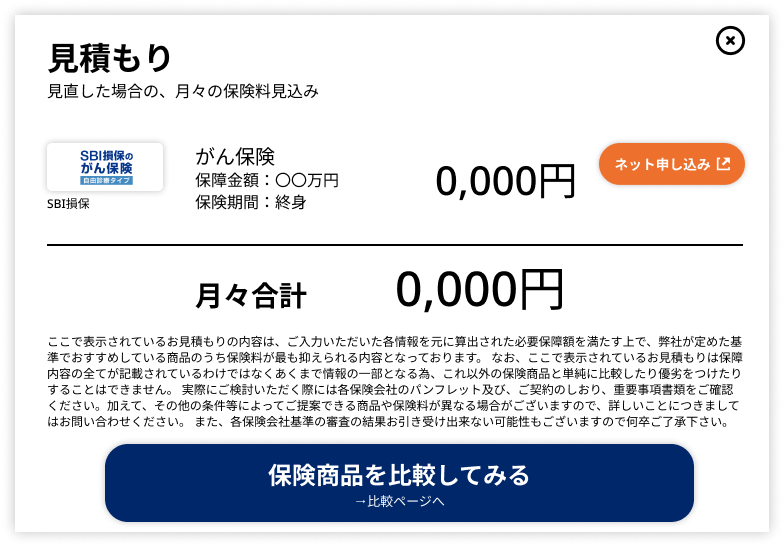 見積もり
見直した場合の、月々の保険料見込み
SBI損保の
がん保険
自由診療タイプ
SBI損保
がん保険
保障金額：〇〇万円
保険期間：終身
0,000円
ネット申し込み
月々合計
0,000円
ここで表示されているお見積もりの内容は、ご入力いただいた各情報を元に算出された必要保障額を満たす上で、弊社が定めた基
準でおすすめしている商品のうち保険料が最も抑えられる内容となっております。 なお、ここで表示されているお見積もりは保障
内容の全てが記載されているわけではなくあくまで情報の一部となる為、これ以外の保険商品と単純に比較したり優劣をつけたり
することはできません。 実際にご検討いただく際には各保険会社のパンフレット及び、ご契約のしおり、重要事項書類をご確認
ください。加えて、その他の条件等によってご提案できる商品や保険料が異なる場合がございますので、詳しいことにつきまして
はお問い合わせください。 また、各保険会社基準の審査の結果お引き受け出来ない可能性もございますので何卒ご了承下さい。
保険商品を比較してみる
→比較ページへ